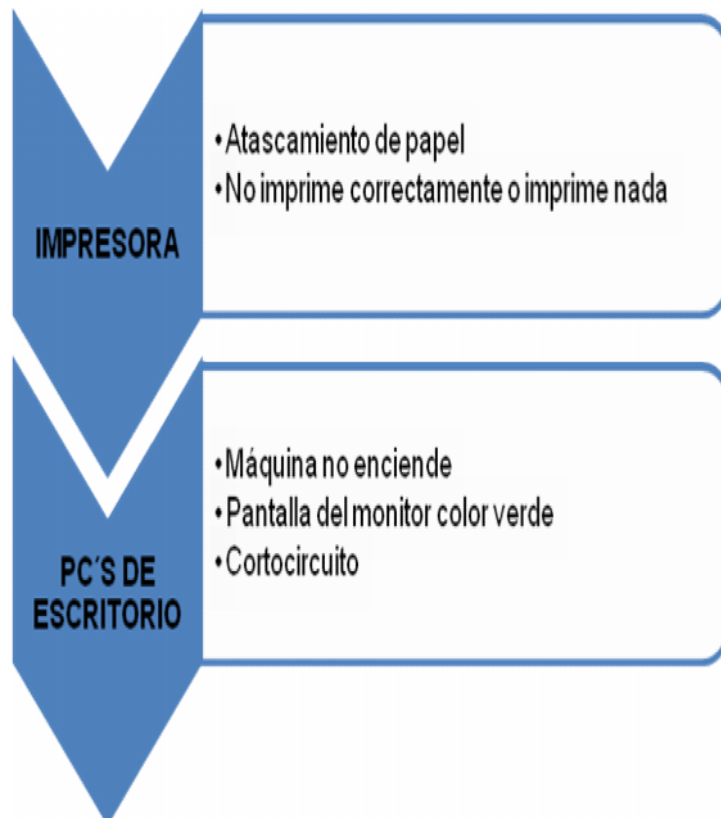 IMPRESORA
•Atascamiento de papel
•No imprime correctamente o imprime nada
PC´S DE
ESCRITORIO
•Máquina no enciende
•Pantalla del monitor color verde
•Cortocircuito